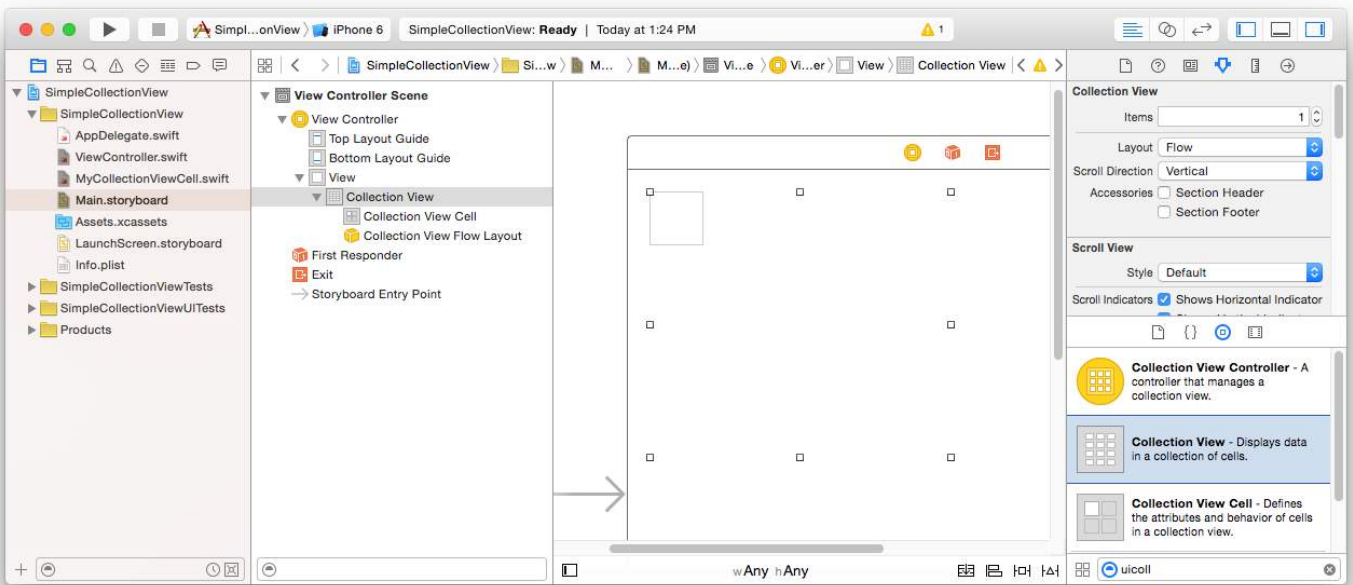 Simpl...onView iPhone 6 SimpleCollectionView: Ready | Today at 1:24 PM 1
SimpleCollectionView Si...w M... M...e) Vi...e Vi...er View Collection View
SimpleCollectionView
SimpleCollectionView
AppDelegate.swift
ViewController.swift
MyCollectionViewCell.swift
Main.storyboard
Assets.xcassets
LaunchScreen.storyboard
Info.plist
SimpleCollectionViewTests
SimpleCollectionViewUITests
Products
View Controller Scene
View Controller
Top Layout Guide
Bottom Layout Guide
View
Collection View
Collection View Cell
Collection View Flow Layout
First Responder
Exit
Storyboard Entry Point
wAny hAny
Collection View
Items 1
Layout Flow
Scroll Direction Vertical
Accessories Section Header
Section Footer
Scroll View
Style Default
Scroll Indicators Shows Horizontal Indicator
Collection View Controller - A
controller that manages a
collection view.
Collection View - Displays data
in a collection of cells.
Collection View Cell - Defines
the attributes and behavior of cells
in a collection view.
uicoll